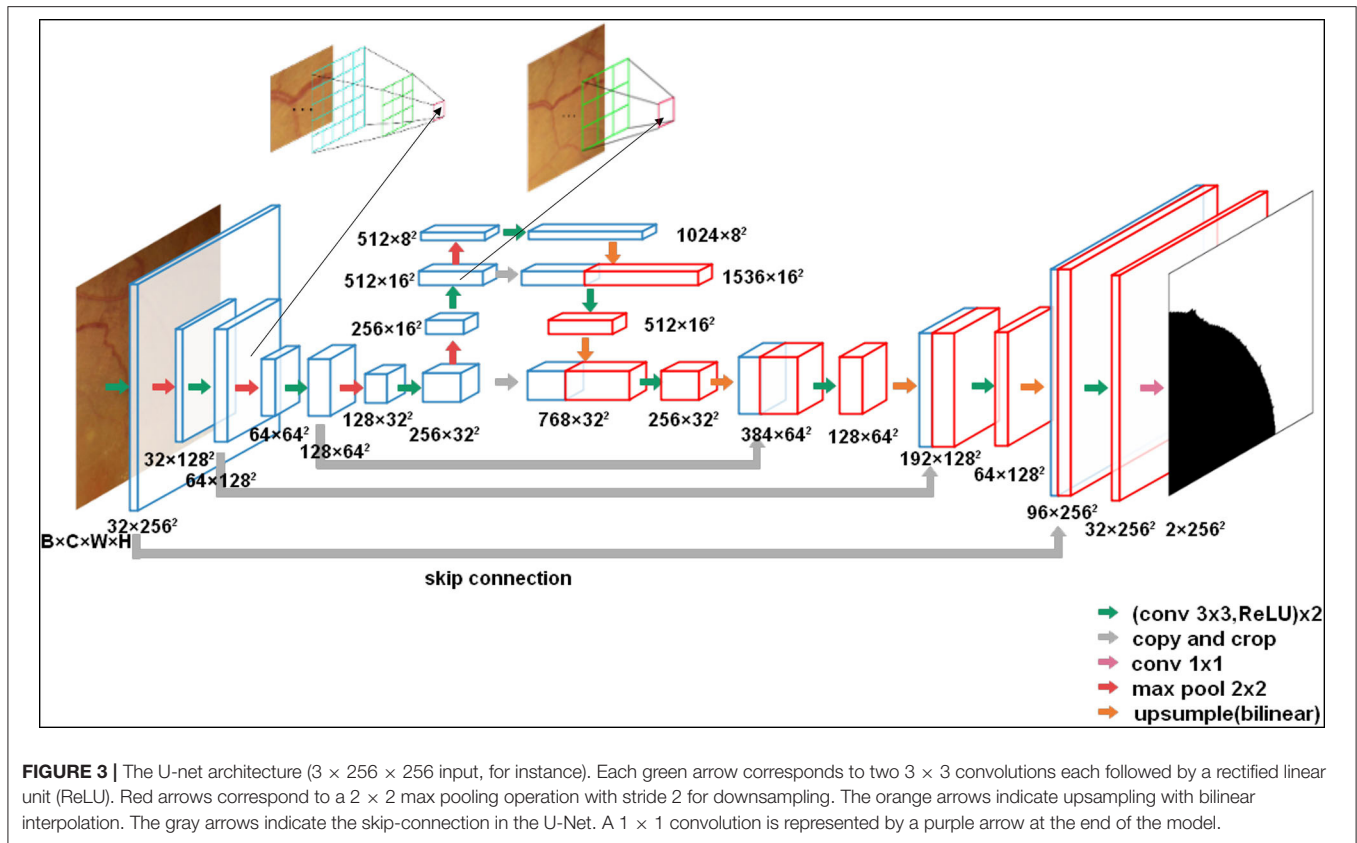 512×8²
1024×8²
512×16²
1536×16²
256×16²
512×16²
64×64²
128×32²
256×32²
128×64²
768×32²
256×32²
384×64²
128×64²
32×128²
64×128²
192×128²
64×128²
32×256²
96×256²
32×256² 2×256²
B×C×W×H
skip connection
(conv 3x3,ReLU)x2
copy and crop
conv 1x1
max pool 2x2
upsumple(bilinear)
FIGURE 3 | The U-net architecture (3 × 256 × 256 input, for instance). Each green arrow corresponds to two 3 × 3 convolutions each followed by a rectified linear
unit (ReLU). Red arrows correspond to a 2 × 2 max pooling operation with stride 2 for downsampling. The orange arrows indicate upsampling with bilinear
interpolation. The gray arrows indicate the skip-connection in the U-Net. A 1 × 1 convolution is represented by a purple arrow at the end of the model.